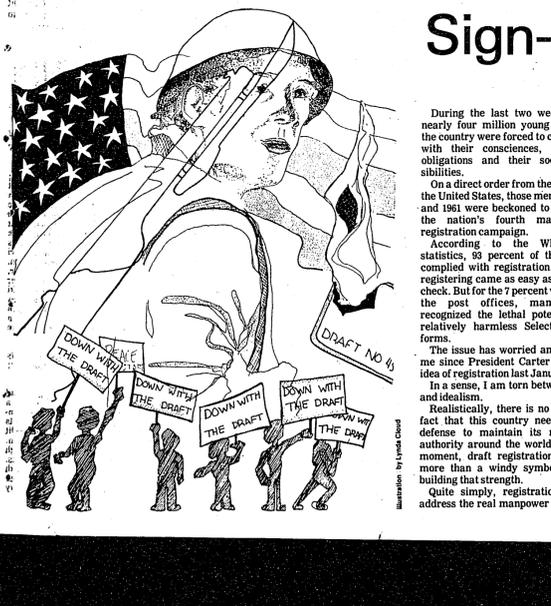 Sign-
DOWN WITH
THE DRAFT
PEACE
DOWN WITH
THE DRAFT
DOWN WITH
THE DRAFT
DOWN WITH
THE DRAFT
DOWN WIT
THE DRAF
DRAFT NO 4
Illustration by Lynda Cloud
During the last two we
nearly four million young
the country were forced to c
with their consciences,
obligations and their so
sibilities.
On a direct order from the
the United States, those me
and 1961 were beckoned to
the nation's fourth ma
registration campaign.
According to the W
statistics, 93 percent of th
complied with registration
registering came as easy as
check. But for the 7 percent
the post offices, man
recognized the lethal pote
relatively harmless Selec
forms.
The issue has worried an
me since President Carter
idea of registration last Janu
In a sense, I am torn betw
and idealism.
Realistically, there is no
fact that this country nee
defense to maintain its
authority around the world
moment, draft registration
more than a windy symbo
building that strength.
Quite simply, registratio
address the real manpower